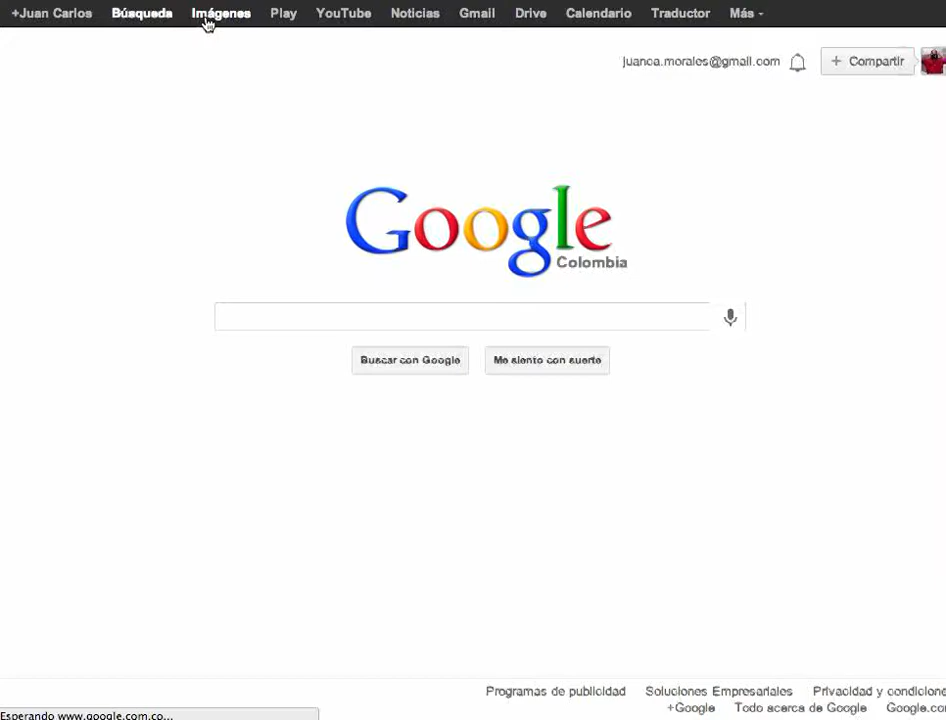 +Juan Carlos Búsqueda Imágenes Play YouTube Noticias Gmail Drive Calendario Traductor Más
juanca.morales@gmail.com + Compartir
Google
Colombia
Buscar con Google Me siento con suerte
Programas de publicidad Soluciones Empresariales Privacidad y condicione
+Google Todo acerca de Google Google.co
Esperando www.google.com.co...